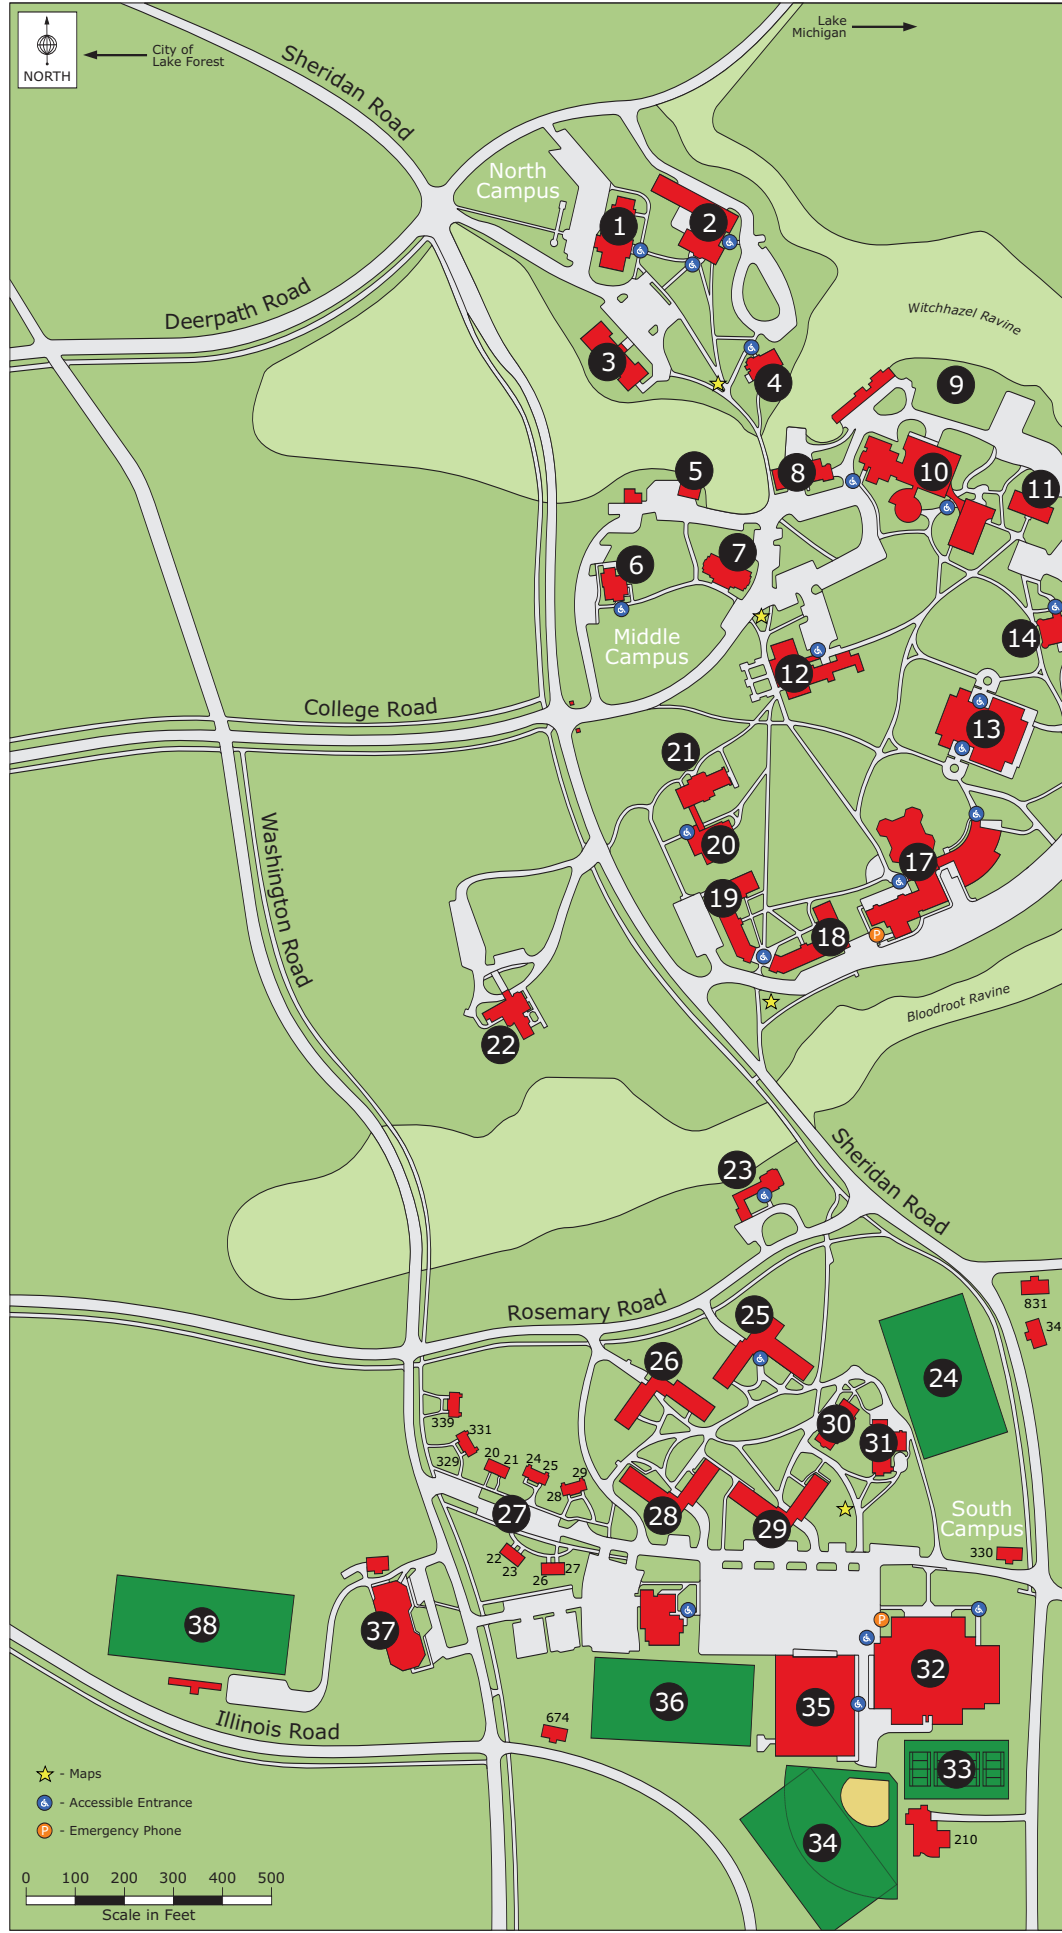 NORTH
City of
Lake Forest
Lake
Michigan
Sheridan Road
North
Campus
1
2
Deerpath Road
Witchhazel Ravine
3
4
9
5
8
10
11
7
6
Middle
Campus
14
12
College Road
13
21
Washington Road
20
17
19
18
Bloodroot Ravine
22
Sheridan Road
23
831
Rosemary Road
25
34
26
24
339
30
331
31
329
20
21
24
25
29
28
27
28
29
South
Campus
22
23
26
27
330
38
37
32
36
35
Illinois Road
674
33
- Maps
- Accessible Entrance
- Emergency Phone
P
P
P
34
210
0 100 200 300 400 500
Scale in Feet